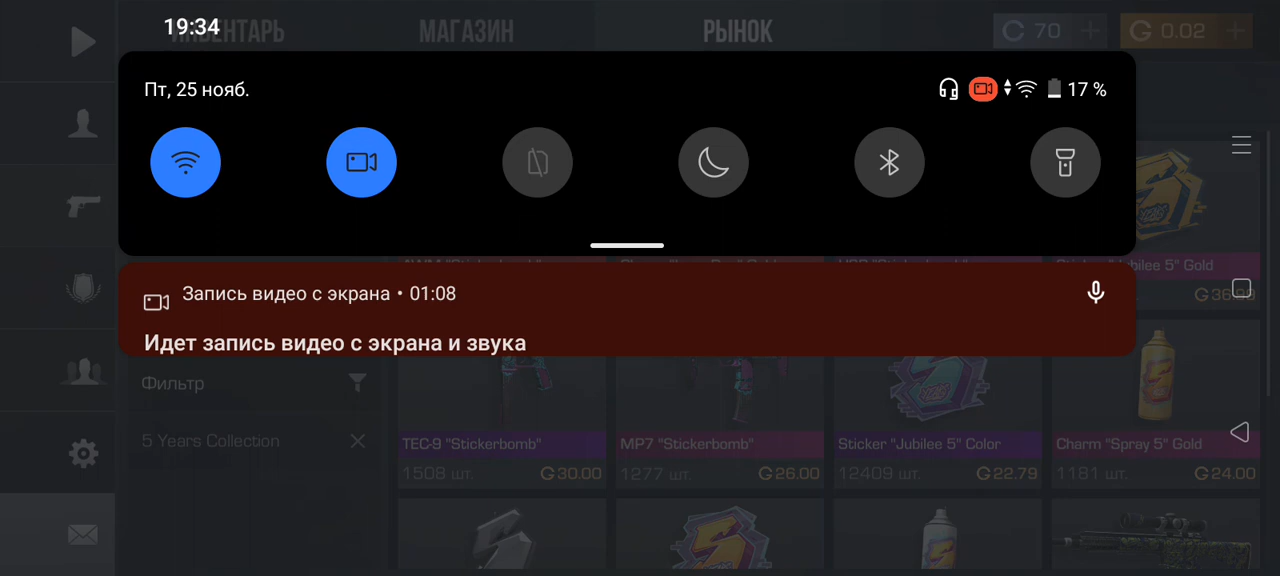 19:34
ИНВЕНТАРЬ
МАГАЗИН
РЫНОК
70
0.02
Пт, 25 нояб.
17 %
Sticker "Jubilee 5" Gold
Запись видео с экрана • 01:08
Идет запись видео с экрана и звука
Фильтр
5 Years Collection
TEC-9 "Stickerbomb"
MP7 "Stickerbomb"
Sticker "Jubilee 5" Color
Charm "Spray 5" Gold
1508 шт.
30.00
1277 шт.
26.00
12409 шт.
22.79
1181 шт.
24.00